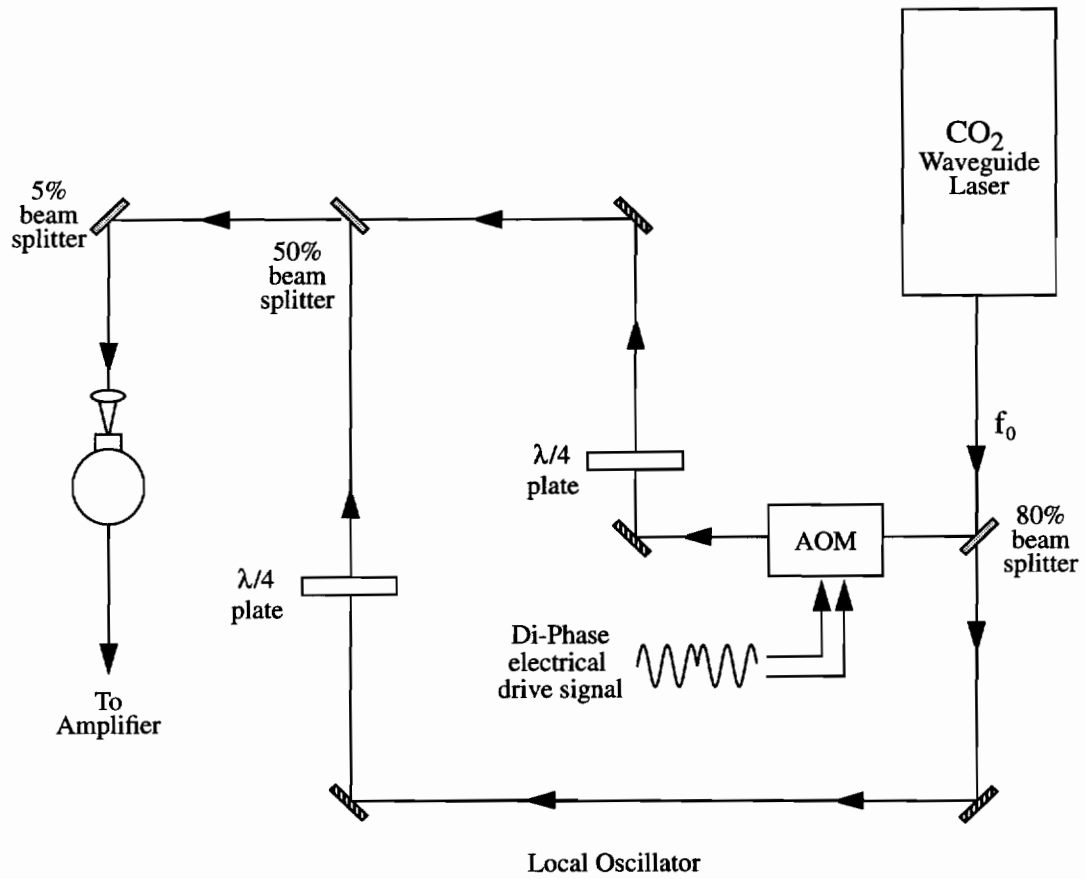 CO2
Waveguide
Laser
5%
beam
splitter
50%
beam
splitter
f0
λ/4
plate
80%
beam
splitter
AOM
λ/4
plate
Di-Phase
electrical
drive signal
To
Amplifier
Local Oscillator